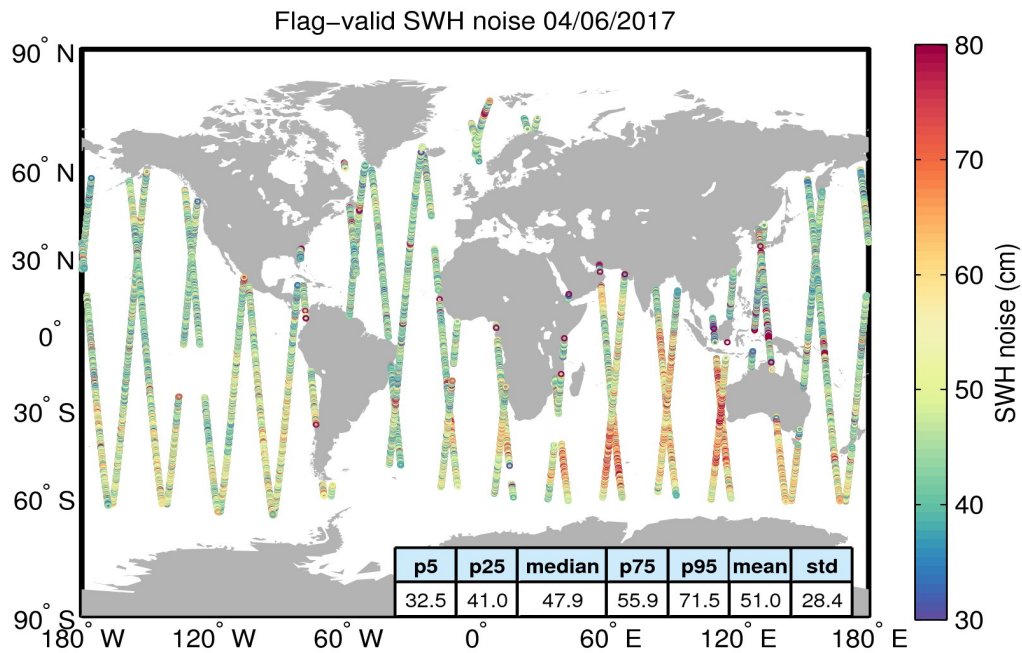 Flag−valid SWH noise 04/06/2017
90° N
60° N
30° N
0°
30° S
60° S
90° S
180° W
120° W
60° W
0°
60° E
120° E
180° E
p5 p25 median p75 p95 mean std
32.5 41.0 47.9 55.9 71.5 51.0 28.4
80
70
60
50
40
30
SWH noise (cm)